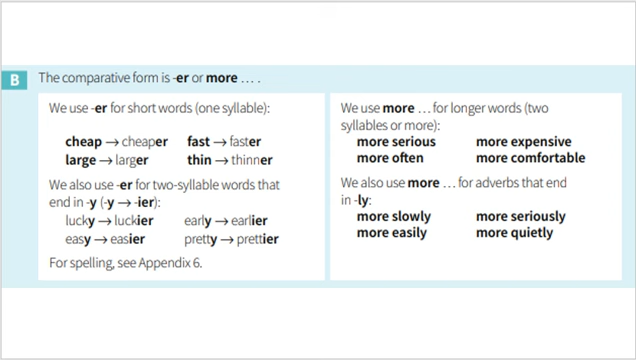 B The comparative form is -er or more … .
We use -er for short words (one syllable):
cheap → cheaper fast → faster
large → larger thin → thinner
We also use -er for two-syllable words that
end in -y (-y → -ier):
lucky → luckier early → earlier
easy → easier pretty → prettier
For spelling, see Appendix 6.
We use more … for longer words (two
syllables or more):
more serious more expensive
more often more comfortable
We also use more … for adverbs that end
in -ly:
more slowly more seriously
more easily more quietly